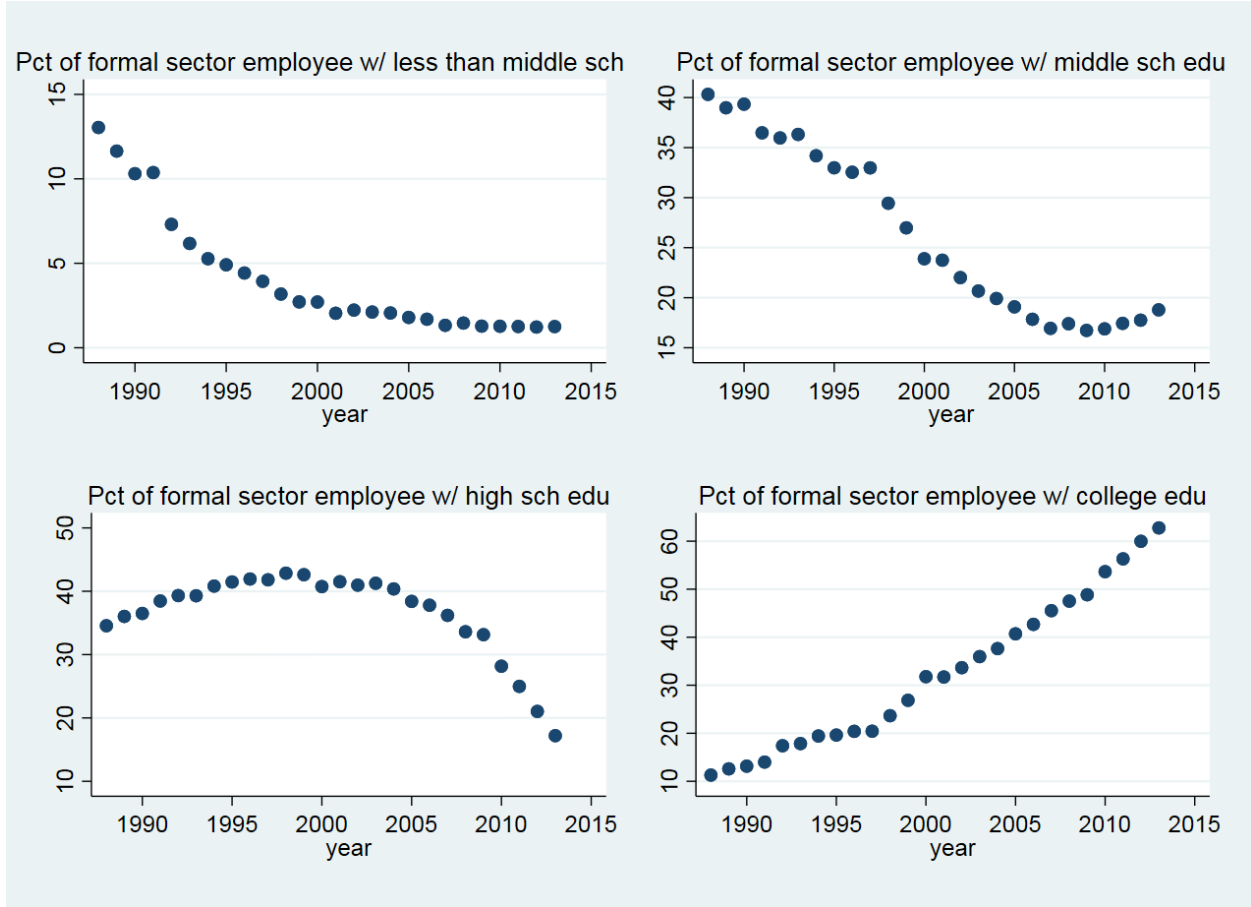 Pct of formal sector employee w/ less than middle sch
15
10
5
0
1990 1995 2000 2005 2010 2015
year
Pct of formal sector employee w/ middle sch edu
40
35
30
25
20
15
1990 1995 2000 2005 2010 2015
year
Pct of formal sector employee w/ high sch edu
50
40
30
20
10
1990 1995 2000 2005 2010 2015
year
Pct of formal sector employee w/ college edu
60
50
40
30
20
10
1990 1995 2000 2005 2010 2015
year